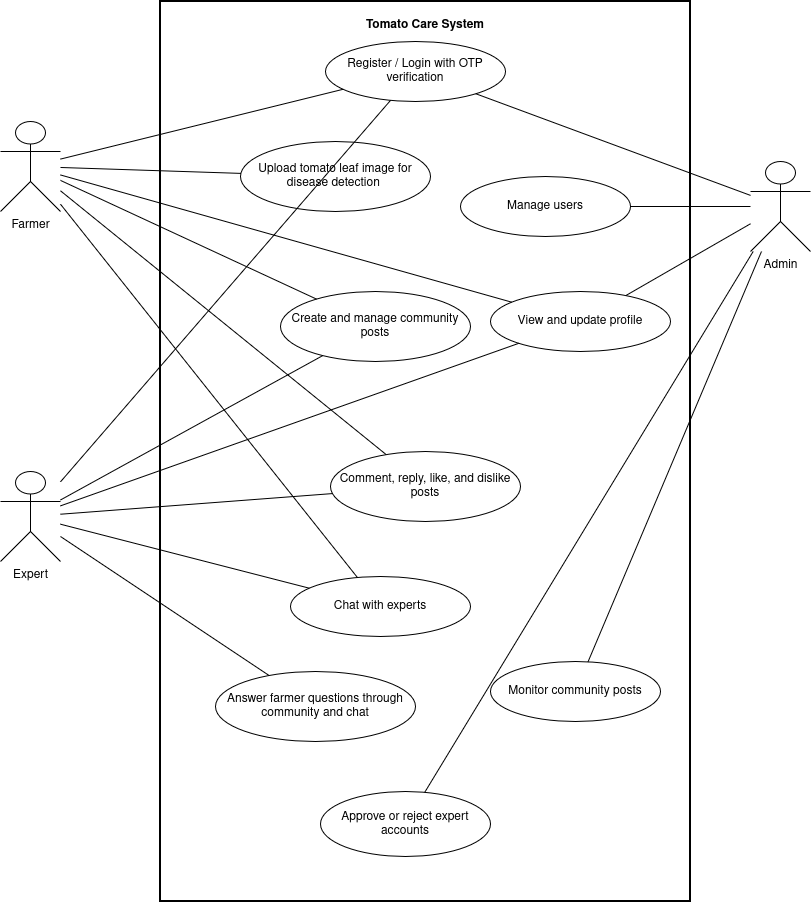 Tomato Care System
Register / Login with OTP
verification
Upload tomato leaf image for
disease detection
Manage users
Farmer
Admin
Create and manage community
posts
View and update profile
Comment, reply, like, and dislike
posts
Expert
Chat with experts
Answer farmer questions through
community and chat
Monitor community posts
Approve or reject expert
accounts